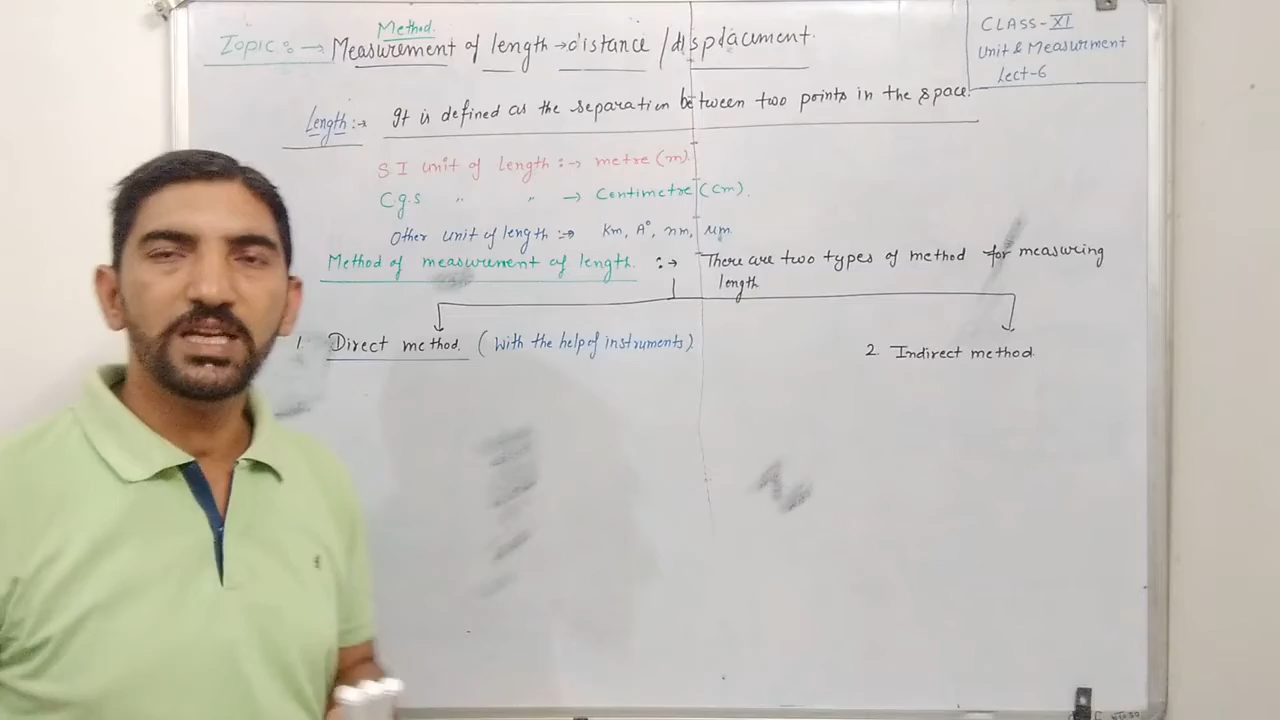 Method.
Topic :→ Measurement of length → distance / displacement.
CLASS-XI
Unit & Measurment
Lect-6
Length :→ It is defined as the separation between two points in the space.
S I unit of length :→ metre (m).
C.g.s " " → Centimetre (cm).
Other unit of length :→ Km, A°, nm, μm
Method of measurement of length. :→ There are two types of method for measuring
length
1. Direct method. (With the help of instruments)
2. Indirect method